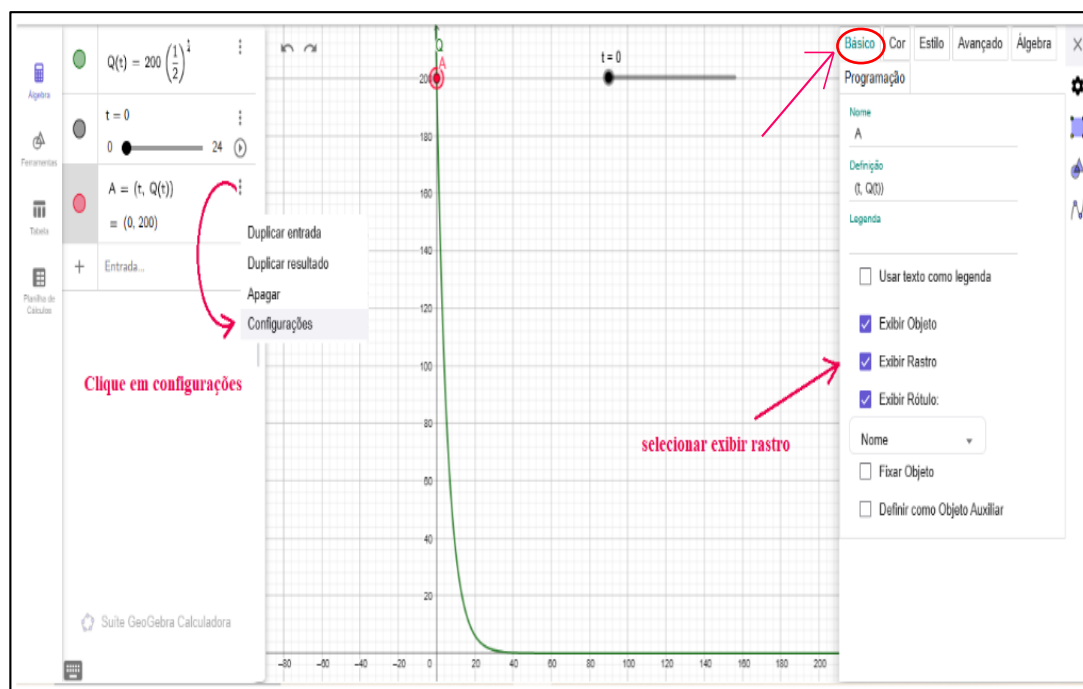 Álgebra
Ferramentas
Tabela
Planilha de
Cálculos
Q(t) = 200 (1/2)^
t = 0
0
24
A = (t, Q(t))
= (0, 200)
Entrada...
Duplicar entrada
Duplicar resultado
Apagar
Configurações
Clique em configurações
Suíte GeoGebra Calculadora
Q
A
t = 0
200
180
160
140
120
100
80
60
40
20
-80
-60
-40
-20
0
20
40
60
80
100
120
140
160
180
200
selecionar exibir rastro
Básico
Cor
Estilo
Avançado
Álgebra
Programação
Nome
A
Definição
(t, Q(t))
Legenda
Usar texto como legenda
Exibir Objeto
Exibir Rastro
Exibir Rótulo:
Nome
Fixar Objeto
Definir como Objeto Auxiliar